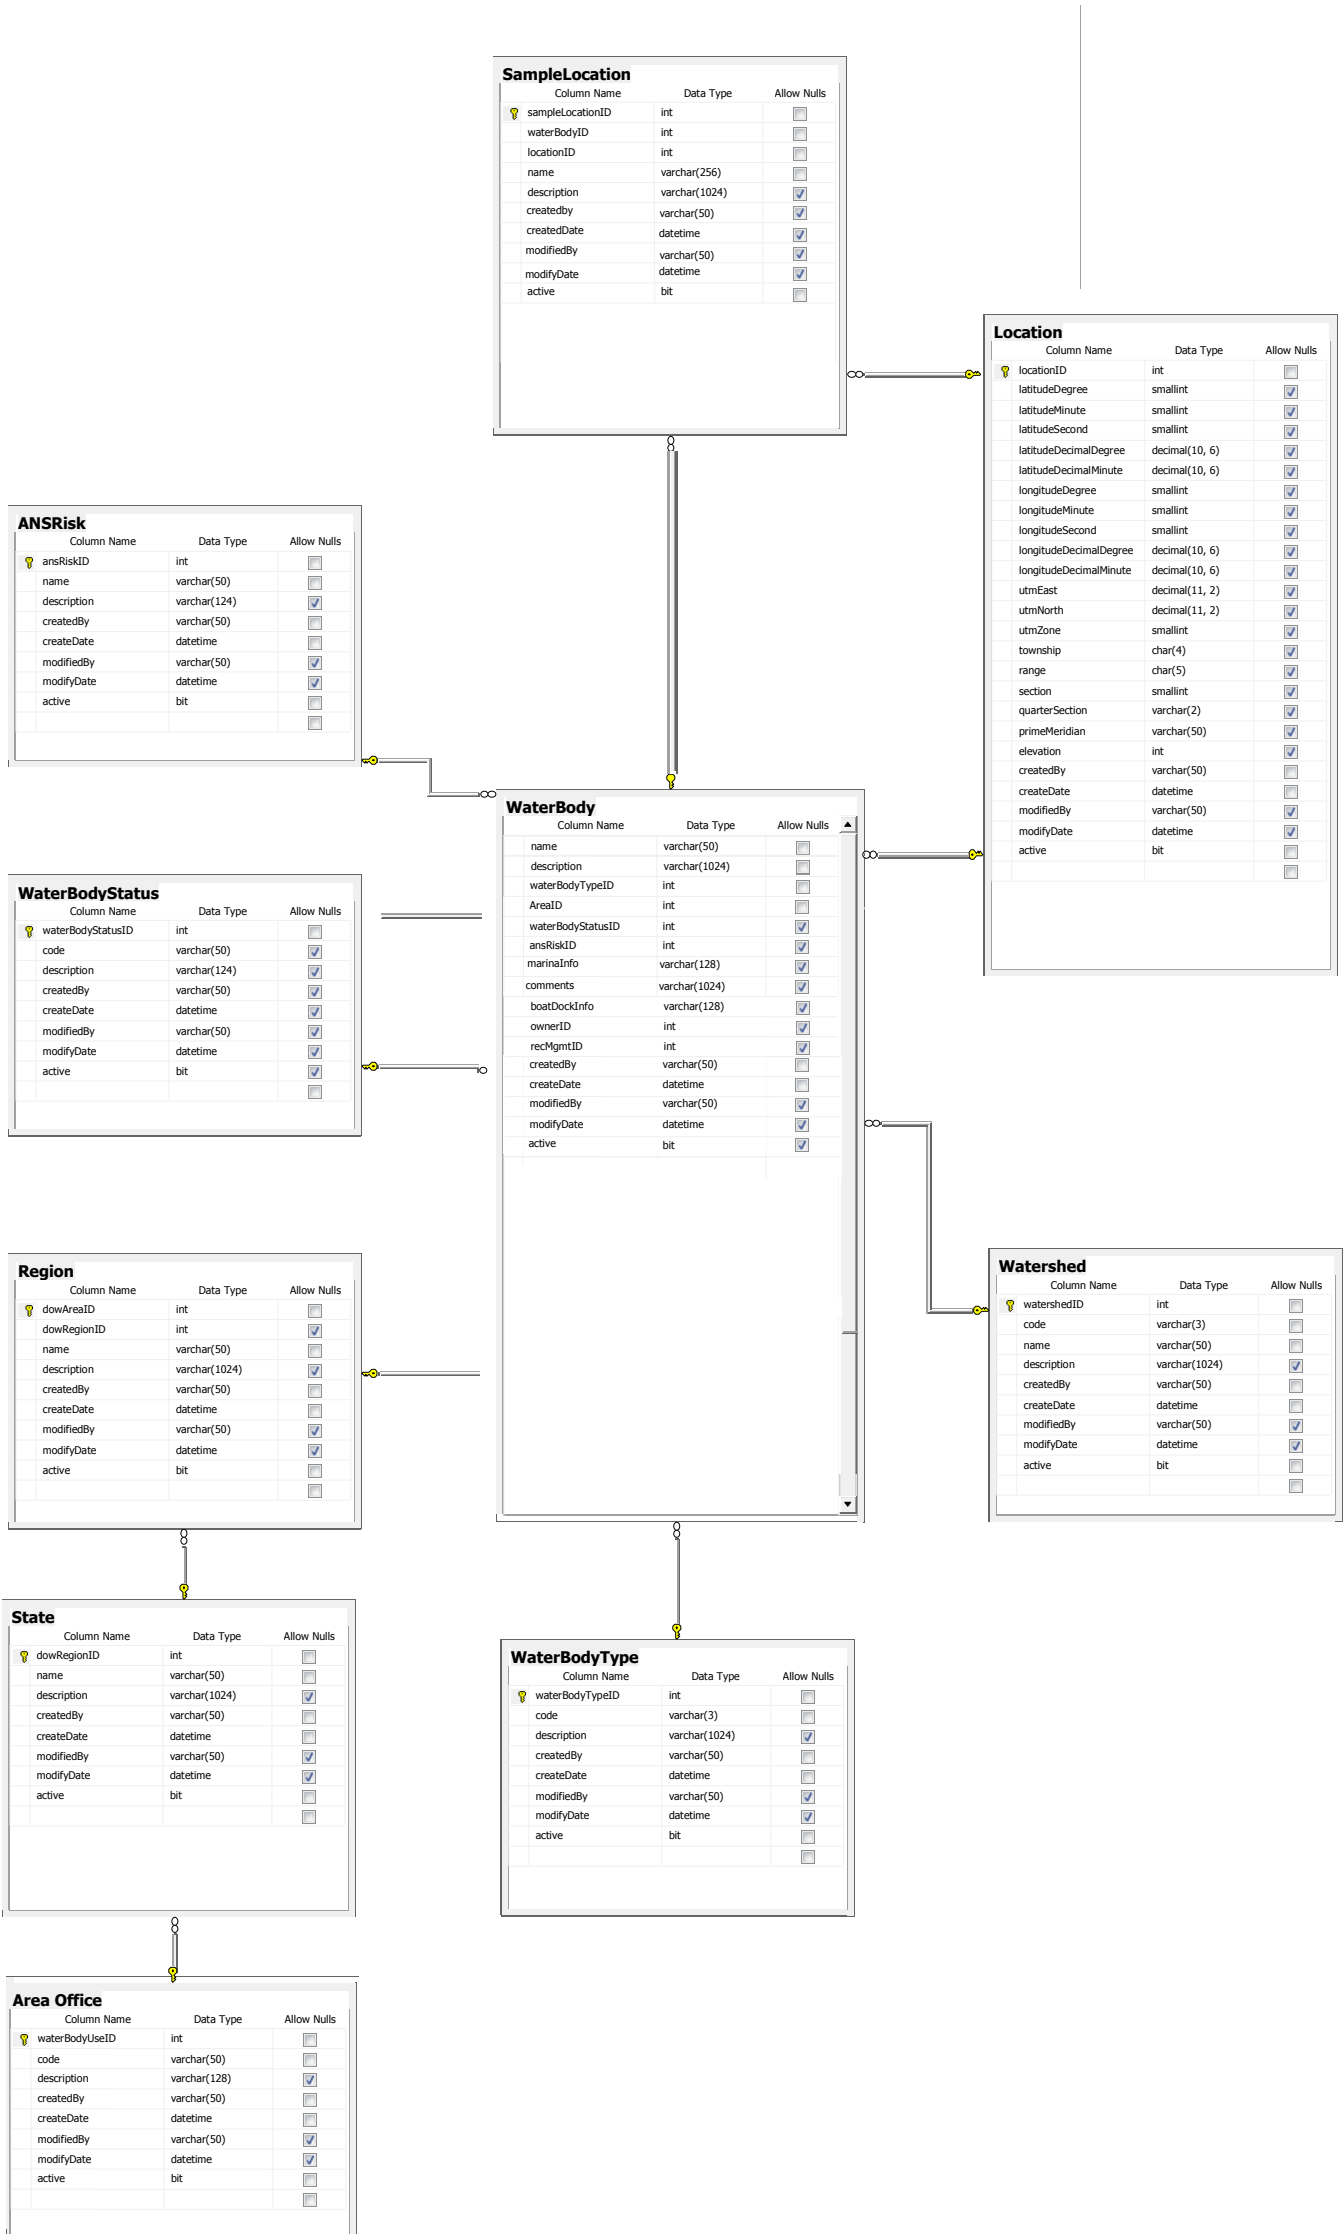 SampleLocation
Column Name Data Type Allow Nulls
sampleLocationID int
waterBodyID int
locationID int
name varchar(256)
description varchar(1024)
createdby varchar(50)
createdDate datetime
modifiedBy varchar(50)
modifyDate datetime
active bit
Location
Column Name Data Type Allow Nulls
locationID int
latitudeDegree smallint
latitudeMinute smallint
latitudeSecond smallint
latitudeDecimalDegree decimal(10, 6)
latitudeDecimalMinute decimal(10, 6)
longitudeDegree smallint
longitudeMinute smallint
longitudeSecond smallint
longitudeDecimalDegree decimal(10, 6)
longitudeDecimalMinute decimal(10, 6)
utmEast decimal(11, 2)
utmNorth decimal(11, 2)
utmZone smallint
township char(4)
range char(5)
section smallint
quarterSection varchar(2)
primeMeridian varchar(50)
elevation int
createdBy varchar(50)
createDate datetime
modifiedBy varchar(50)
modifyDate datetime
active bit
ANSRisk
Column Name Data Type Allow Nulls
ansRiskID int
name varchar(50)
description varchar(124)
createdBy varchar(50)
createDate datetime
modifiedBy varchar(50)
modifyDate datetime
active bit
WaterBody
Column Name Data Type Allow Nulls
name varchar(50)
description varchar(1024)
waterBodyTypeID int
AreaID int
waterBodyStatusID int
ansRiskID int
marinaInfo varchar(128)
comments varchar(1024)
boatDockInfo varchar(128)
ownerID int
recMgmtID int
createdBy varchar(50)
createDate datetime
modifiedBy varchar(50)
modifyDate datetime
active bit
WaterBodyStatus
Column Name Data Type Allow Nulls
waterBodyStatusID int
code varchar(50)
description varchar(124)
createdBy varchar(50)
createDate datetime
modifiedBy varchar(50)
modifyDate datetime
active bit
Region
Column Name Data Type Allow Nulls
dowAreaID int
dowRegionID int
name varchar(50)
description varchar(1024)
createdBy varchar(50)
createDate datetime
modifiedBy varchar(50)
modifyDate datetime
active bit
Watershed
Column Name Data Type Allow Nulls
watershedID int
code varchar(3)
name varchar(50)
description varchar(1024)
createdBy varchar(50)
createDate datetime
modifiedBy varchar(50)
modifyDate datetime
active bit
State
Column Name Data Type Allow Nulls
dowRegionID int
name varchar(50)
description varchar(1024)
createdBy varchar(50)
createDate datetime
modifiedBy varchar(50)
modifyDate datetime
active bit
WaterBodyType
Column Name Data Type Allow Nulls
waterBodyTypeID int
code varchar(3)
description varchar(1024)
createdBy varchar(50)
createDate datetime
modifiedBy varchar(50)
modifyDate datetime
active bit
Area Office
Column Name Data Type Allow Nulls
waterBodyUseID int
code varchar(50)
description varchar(128)
createdBy varchar(50)
createDate datetime
modifiedBy varchar(50)
modifyDate datetime
active bit